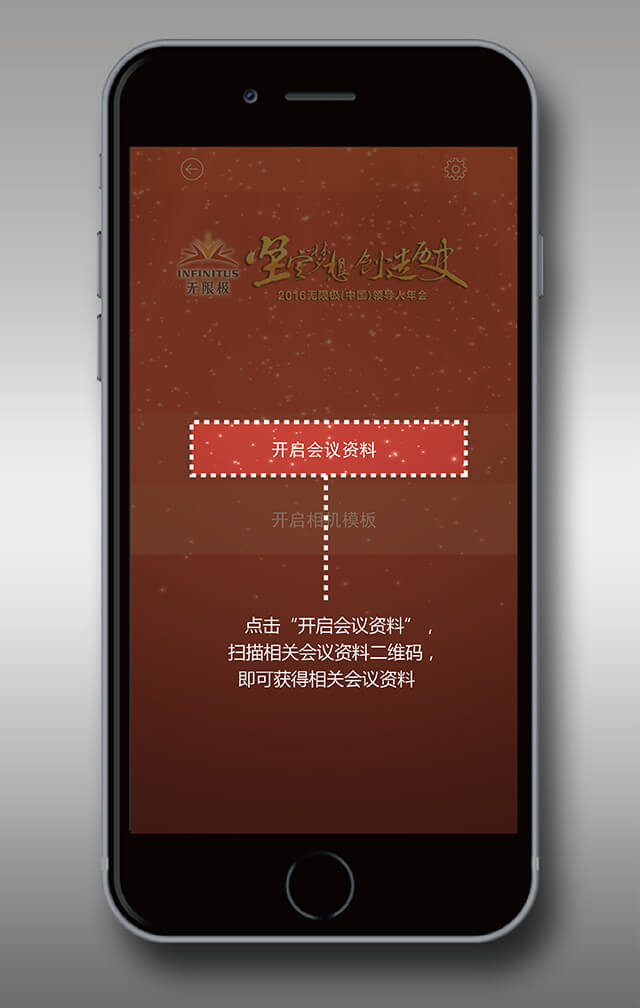 INFINITUS
无限极
坚定梦想 创造历史
2016无限极(中国)领导人年会
开启会议资料
开启相机模板
点击“开启会议资料”，
扫描相关会议资料二维码，
即可获得相关会议资料